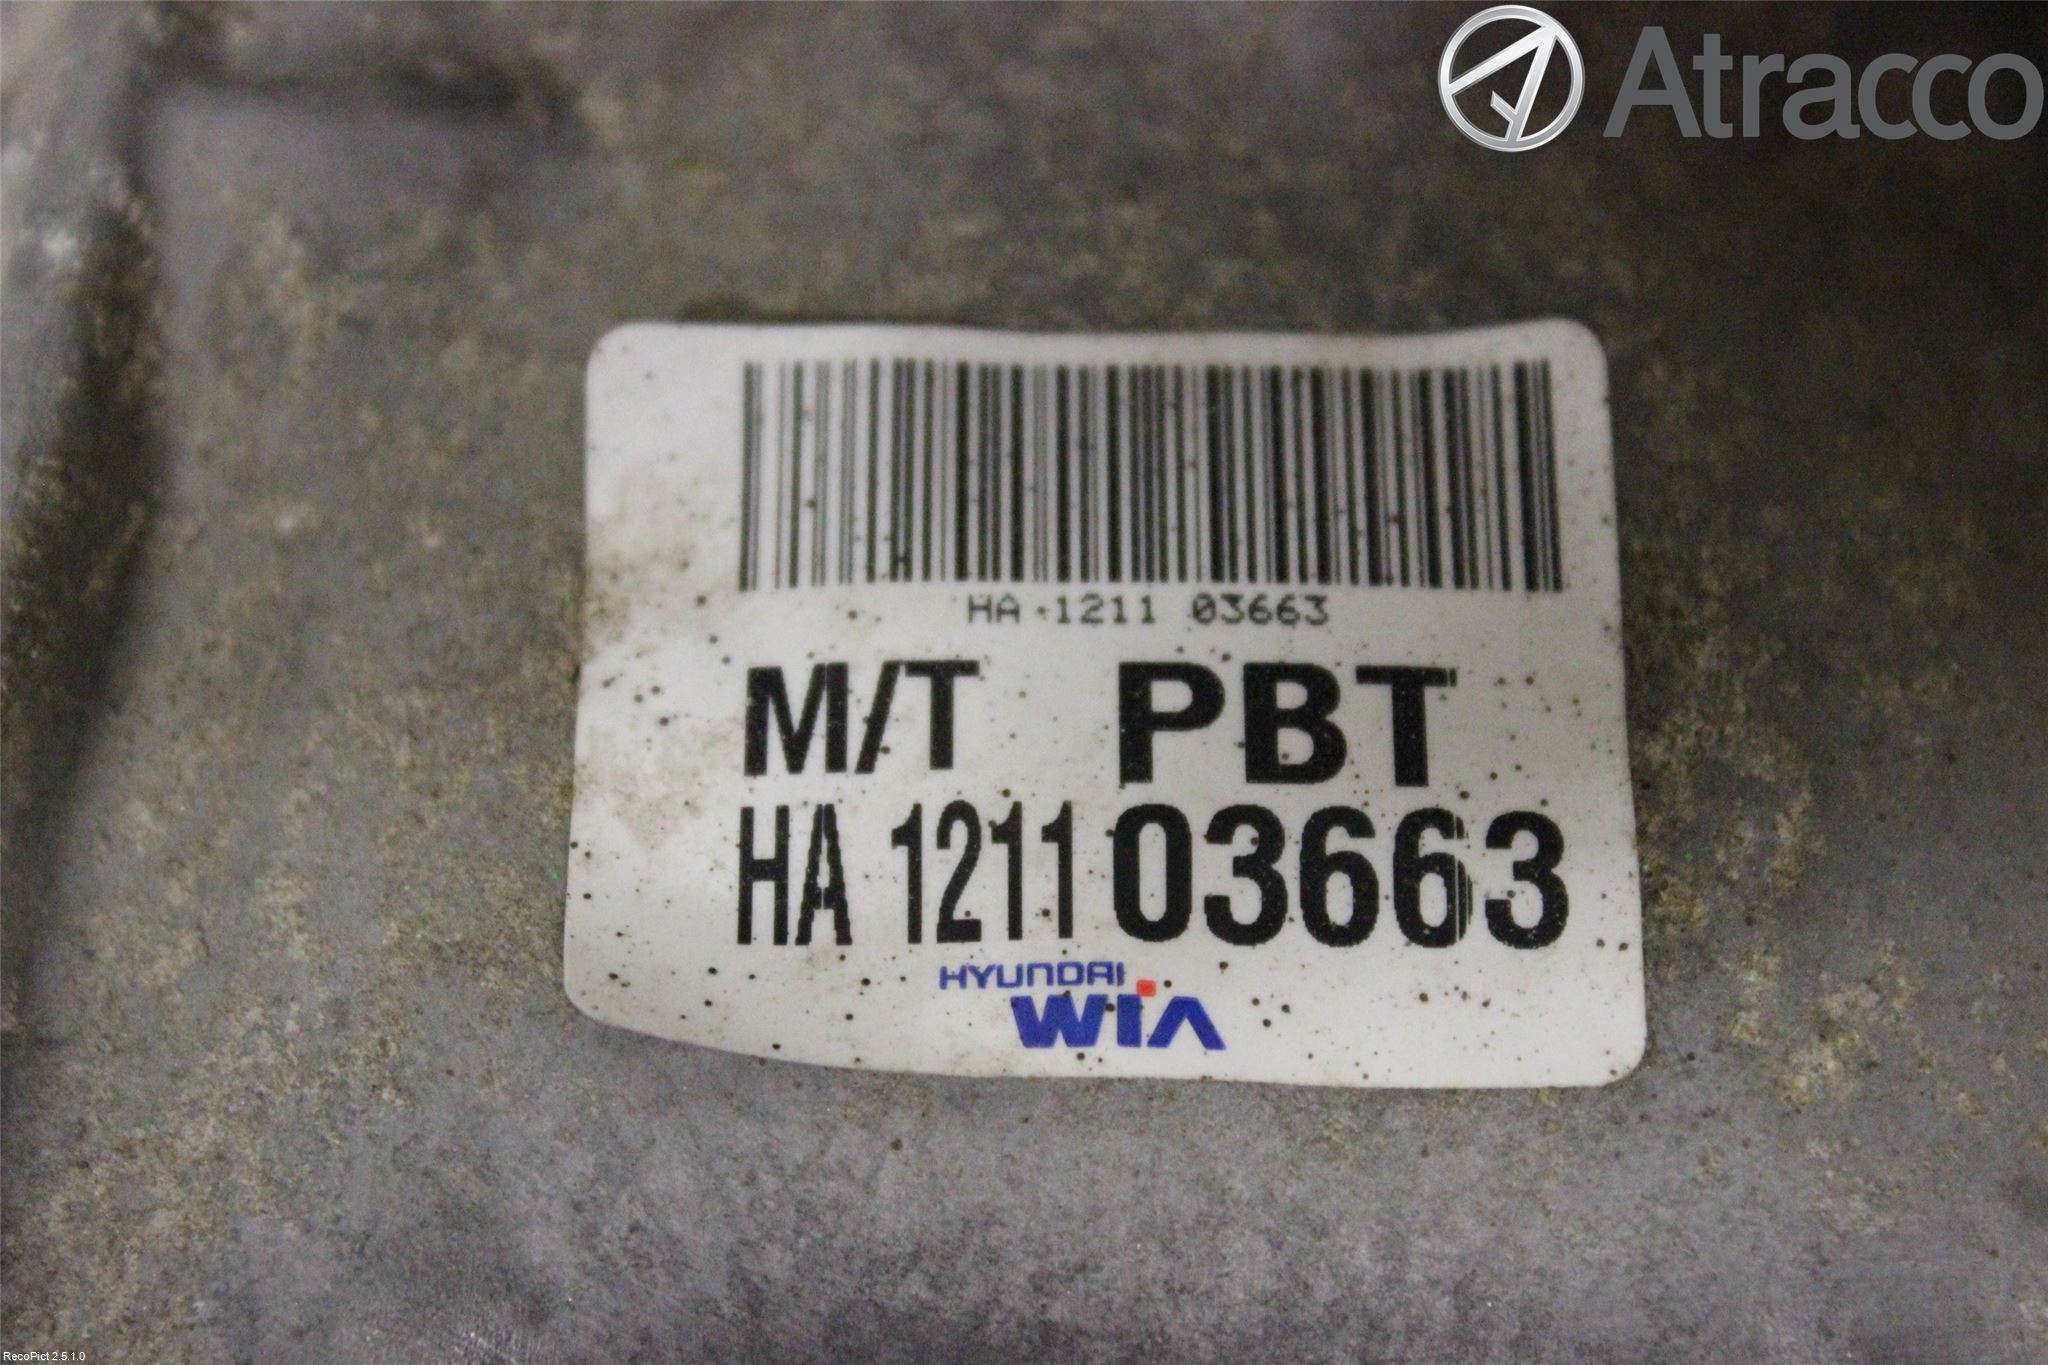 Atracco
HA 1211 03663
M/T PBT
HA 1211 03663
HYUNDAI
WIA
RecoPict 2.5.1.0